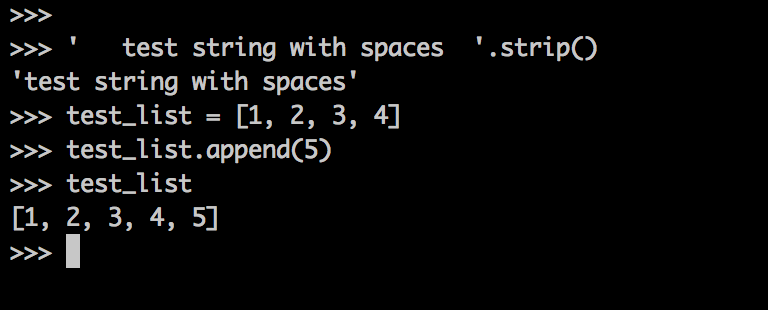 >>>
>>> '   test string with spaces  '.strip()
'test string with spaces'
>>> test_list = [1, 2, 3, 4]
>>> test_list.append(5)
>>> test_list
[1, 2, 3, 4, 5]
>>>